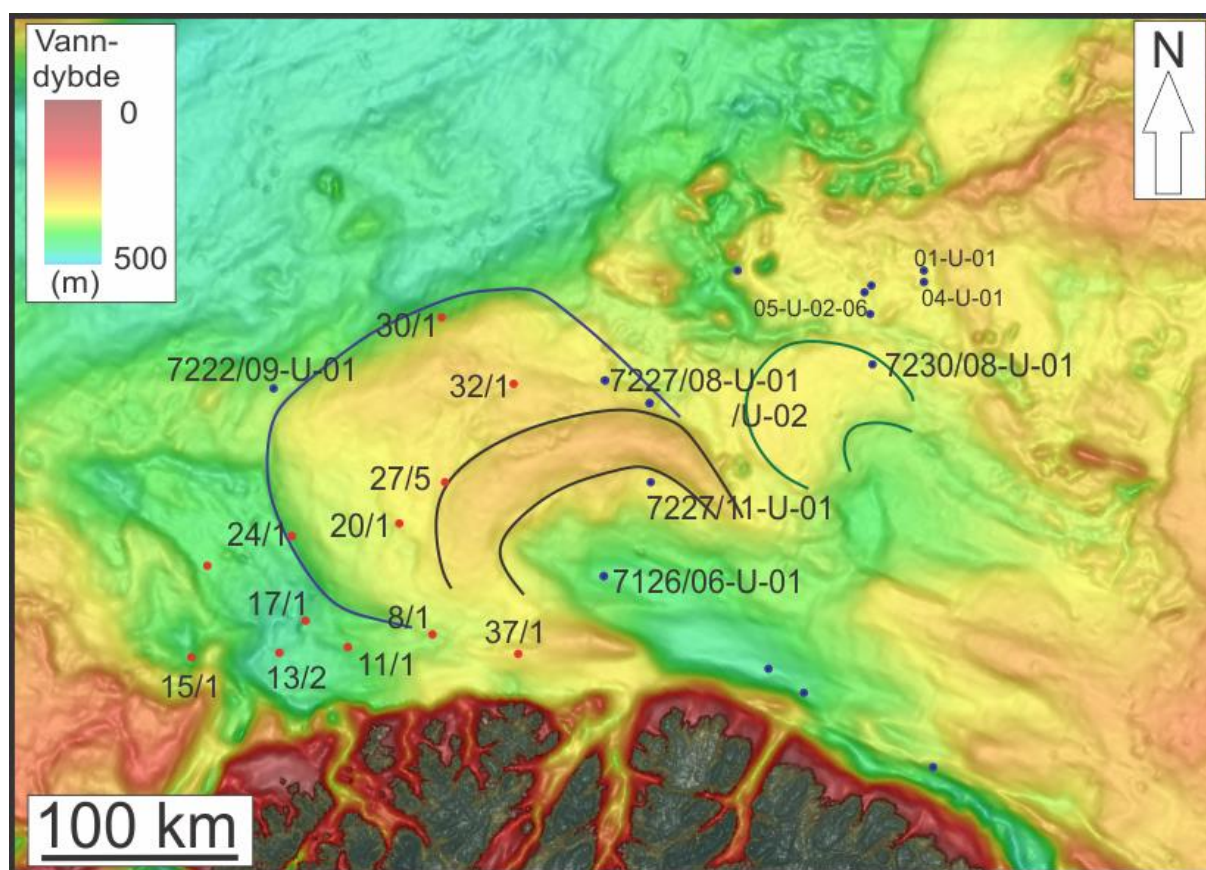 Vann-
dybde
0
500
(m)
N
01-U-01
04-U-01
05-U-02-06
30/1
7222/09-U-01
32/1
7227/08-U-01
/U-02
7230/08-U-01
27/5
7227/11-U-01
20/1
24/1
7126/06-U-01
17/1
8/1
37/1
11/1
13/2
15/1
100 km